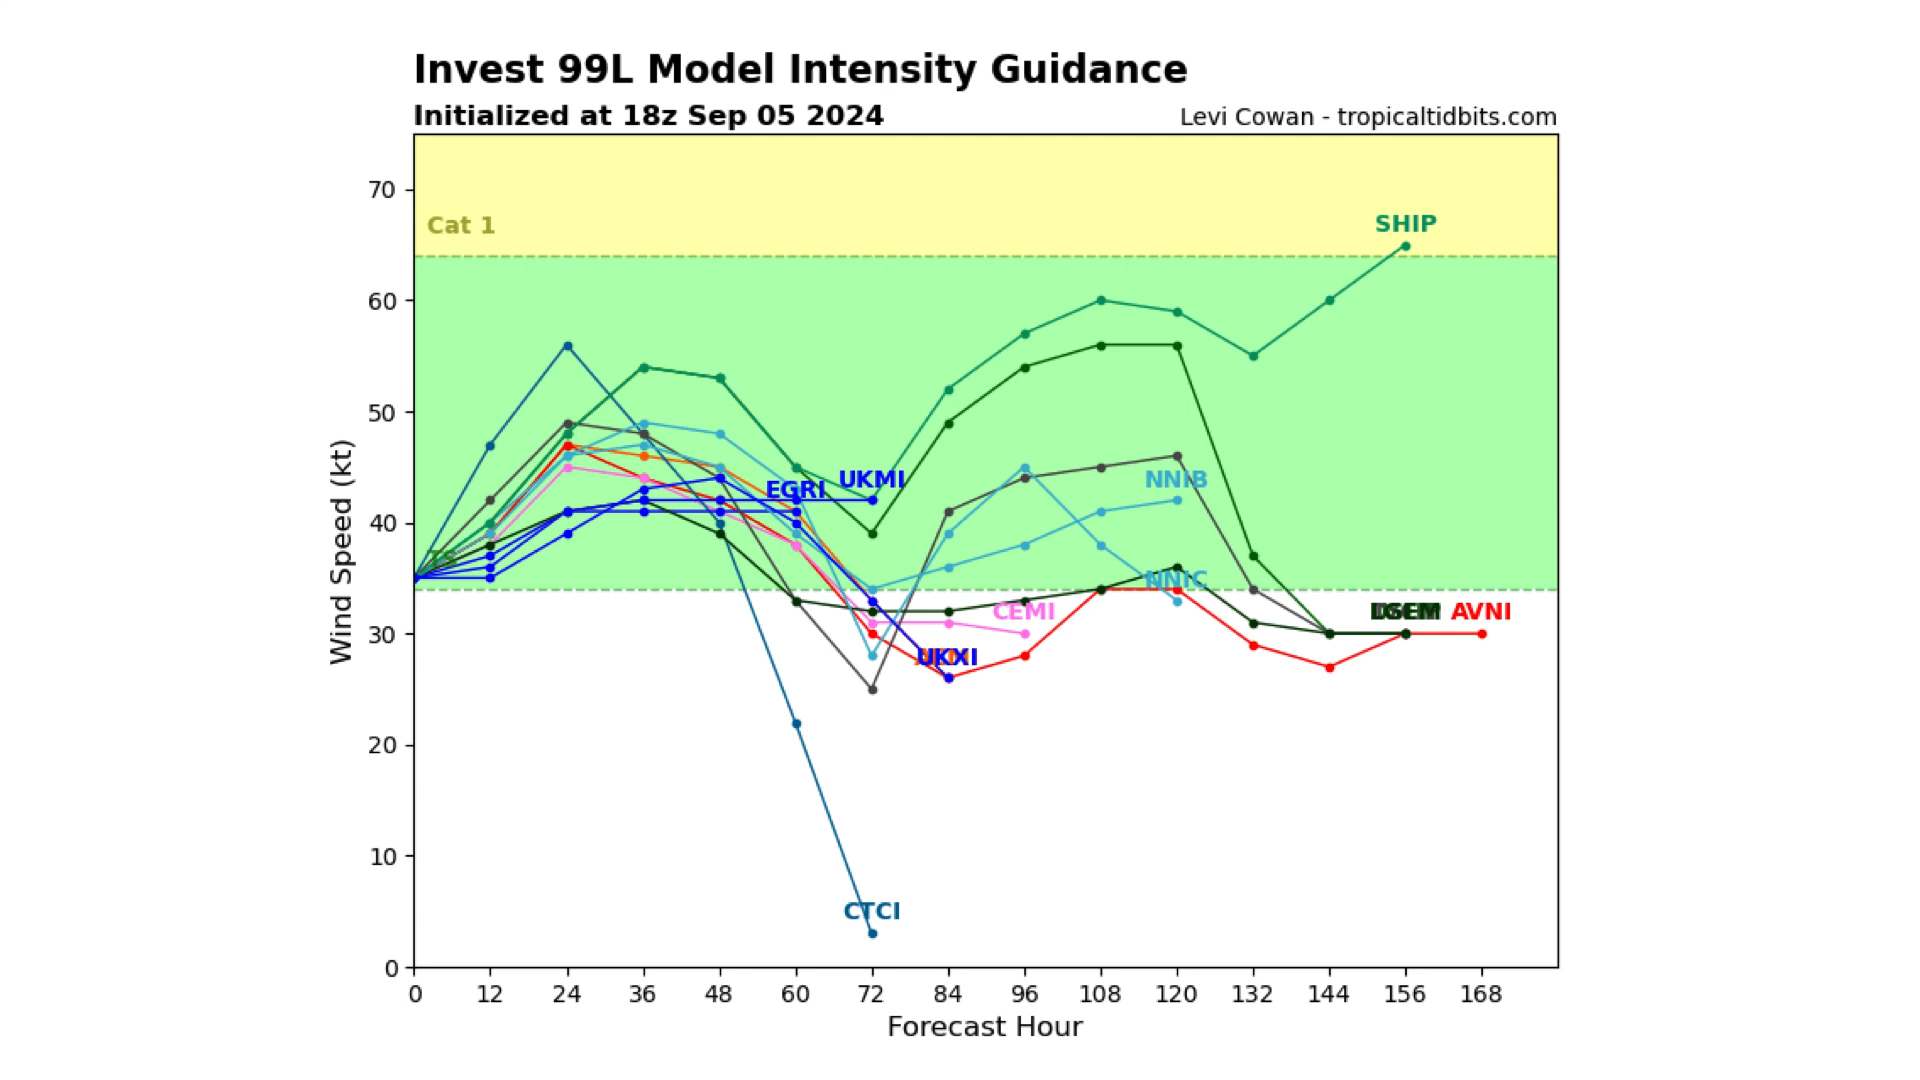 Invest 99L Model Intensity Guidance
Initialized at 18z Sep 05 2024
Levi Cowan - tropicaltidbits.com
70
Cat 1
SHIP
60
50
UKMI
EGRI
NNIB
40
TS
NNIC
30
CEMI
AVNI
UKXI
20
10
CTCI
0
Wind Speed (kt)
0 12 24 36 48 60 72 84 96 108 120 132 144 156 168
Forecast Hour